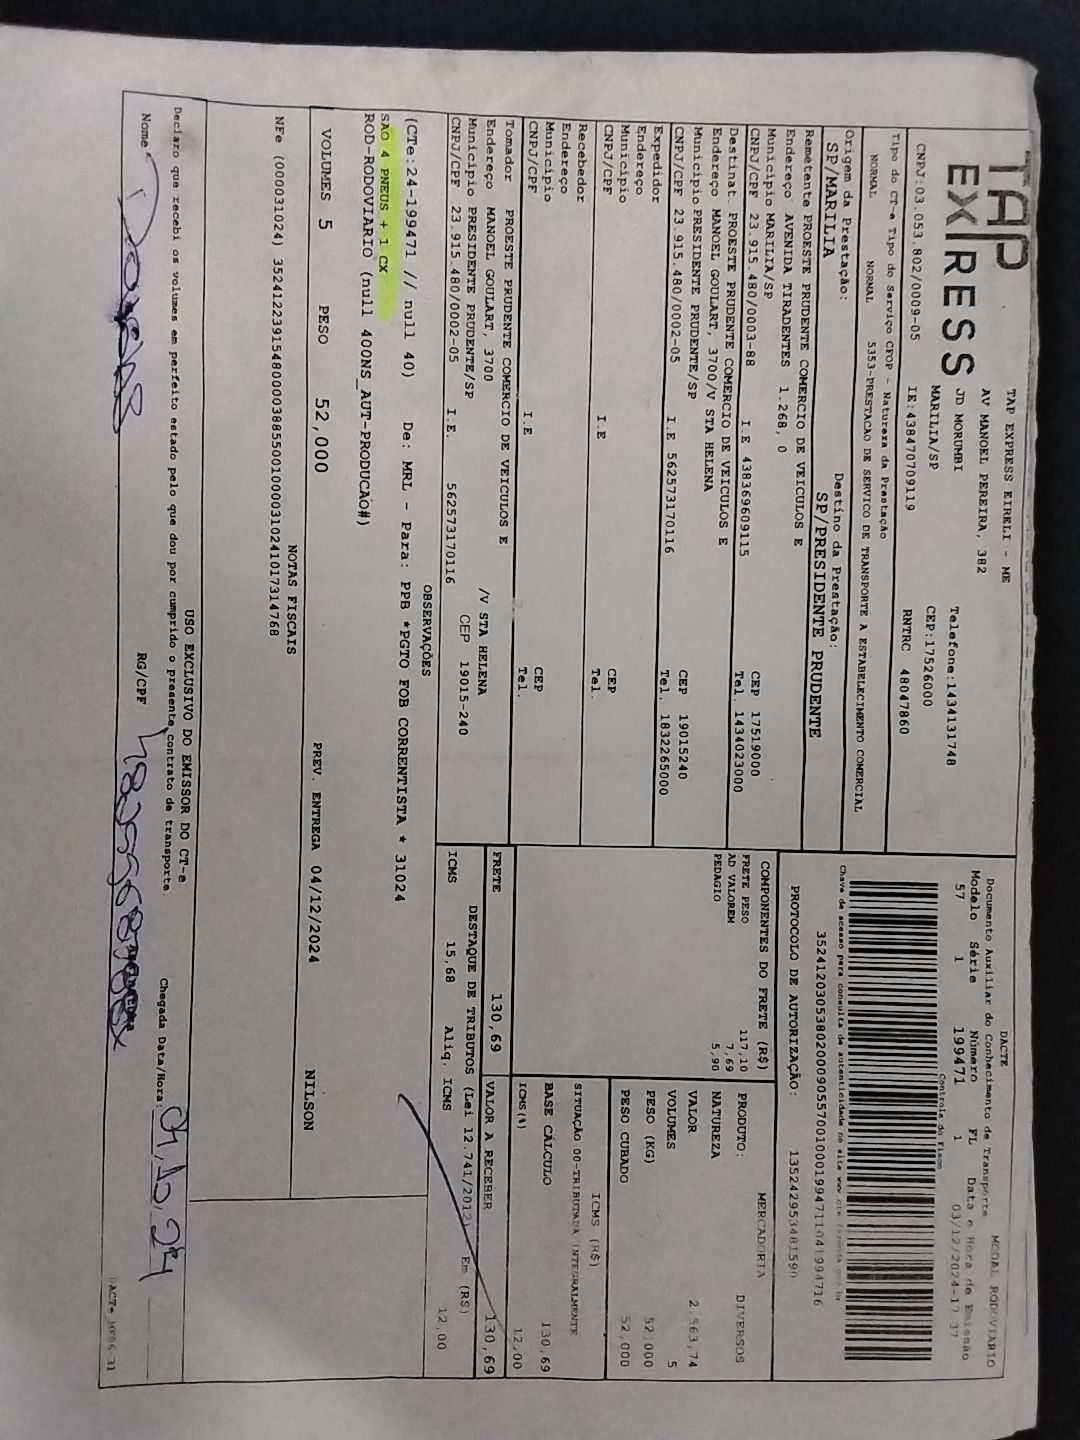 TAP
EXPRESS
TAP EXPRESS EIRELI - ME
AV MANOEL PEREIRA, 382
JD MORUMBI
MARILIA/SP
Telefone:1434131748
CEP:17526000
CNPJ:03.053.802/0009-05 IE:438470709119 RNTRC 48047860
Tipo do CT-e Tipo do Serviço CFOP - Natureza da Prestação
NORMAL NORMAL 5353-PRESTACAO DE SERVICO DE TRANSPORTE A ESTABELECIMENTO COMERCIAL
Origem da Prestação: Destino da Prestação:
SP/MARILIA SP/PRESIDENTE PRUDENTE
Remetente PROESTE PRUDENTE COMERCIO DE VEICULOS E
Endereço AVENIDA TIRADENTES 1.268, 0
Município MARILIA/SP CEP 17519000
CNPJ/CPF 23.915.480/0003-88 I.E 438369609115 Tel. 1434023000
Destinat. PROESTE PRUDENTE COMERCIO DE VEICULOS E
Endereço MANOEL GOULART, 3700/V STA HELENA
Município PRESIDENTE PRUDENTE/SP CEP 19015240
CNPJ/CPF 23.915.480/0002-05 I.E 562573170116 Tel. 1832265000
Expedidor
Endereço
Município CEP
CNPJ/CPF I.E Tel.
Recebedor
Endereço
Município CEP
CNPJ/CPF I.E Tel.
Tomador PROESTE PRUDENTE COMERCIO DE VEICULOS E
Endereço MANOEL GOULART, 3700 /V STA HELENA
Município PRESIDENTE PRUDENTE/SP CEP 19015-240
CNPJ/CPF 23.915.480/0002-05 I.E. 562573170116
DACTE MODAL RODOVIARIO
Documento Auxiliar do Conhecimento de Transporte
Modelo Série Número FL Data e Hora de Emissão
57 1 199471 1 03/12/2024-17:37
Controle do Fisco
Chave de acesso para consulta de autenticidade no site
PROTOCOLO DE AUTORIZAÇÃO:
COMPONENTES DO FRETE (R$)
FRETE PESO 117,10
AD VALOREM 7,69
PEDAGIO 5,90
MERCADORIA
PRODUTO: DIVERSOS
NATUREZA
VALOR 2.563,74
VOLUMES 5
PESO (KG) 52,000
PESO CUBADO 52,000
ICMS (R$)
SITUAÇÃO 00-TRIBUTADA INTEGRALMENTE
BASE CÁLCULO 130,69
ICMS(%) 12,00
FRETE 130,69 VALOR A RECEBER 130,69
DESTAQUE DE TRIBUTOS (Lei 12.741/2012) Em (R$)
ICMS 15,68 Aliq. ICMS 12,00
OBSERVAÇÕES
(CTe:24-199471 // null 40) De: MRL - Para: PPB *PGTO FOB CORRENTISTA * 31024
SAO 4 PNEUS + 1 CX
ROD-RODOVIARIO (null 400NS_AUT-PRODUCAO#)
VOLUMES 5 PESO 52,000 PREV. ENTREGA 04/12/2024 NILSON
NOTAS FISCAIS
NFe (000031024) 35241223915480000388550010000310241017314768
USO EXCLUSIVO DO EMISSOR DO CT-e
Declaro que recebi os volumes em perfeito estado pelo que dou por cumprido o presente contrato de transporte.
Nome RG/CPF Chegada Data/Hora: